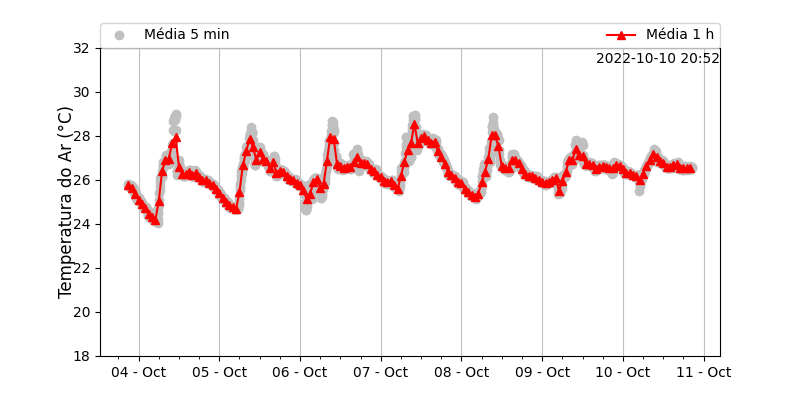 Média 5 min
Média 1 h
2022-10-10 20:52
Temperatura do Ar (°C)
32
30
28
26
24
22
20
18
04 - Oct
05 - Oct
06 - Oct
07 - Oct
08 - Oct
09 - Oct
10 - Oct
11 - Oct